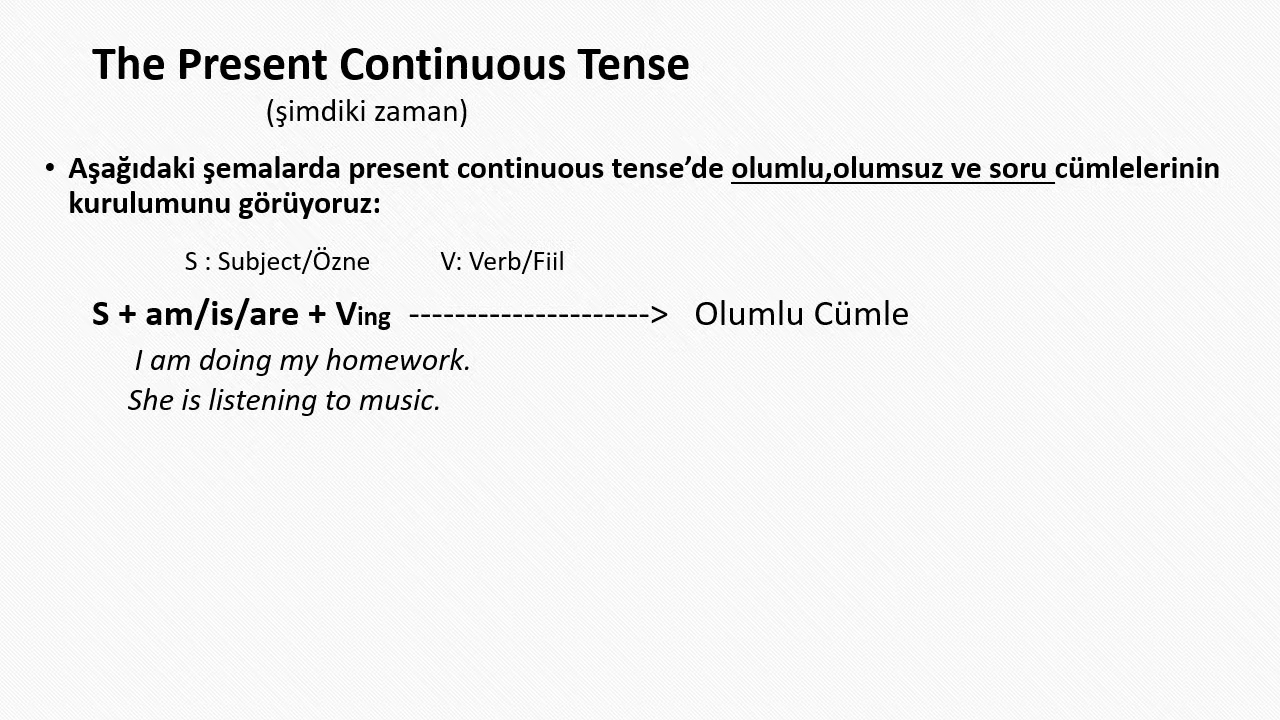 The Present Continuous Tense
(şimdiki zaman)
• Aşağıdaki şemalarda present continuous tense’de olumlu,olumsuz ve soru cümlelerinin
kurulumunu görüyoruz:
S : Subject/Özne V: Verb/Fiil
S + am/is/are + Ving ---------------------> Olumlu Cümle
I am doing my homework.
She is listening to music.